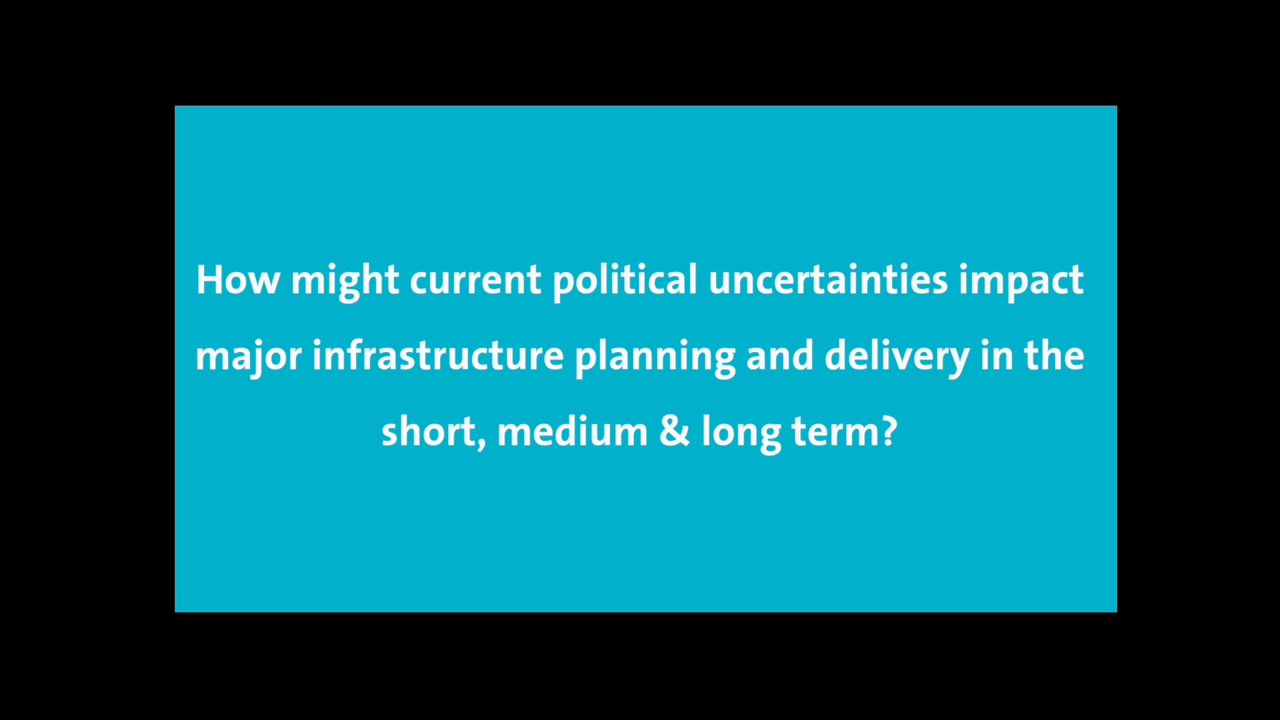 How might current political uncertainties impact
major infrastructure planning and delivery in the
short, medium & long term?